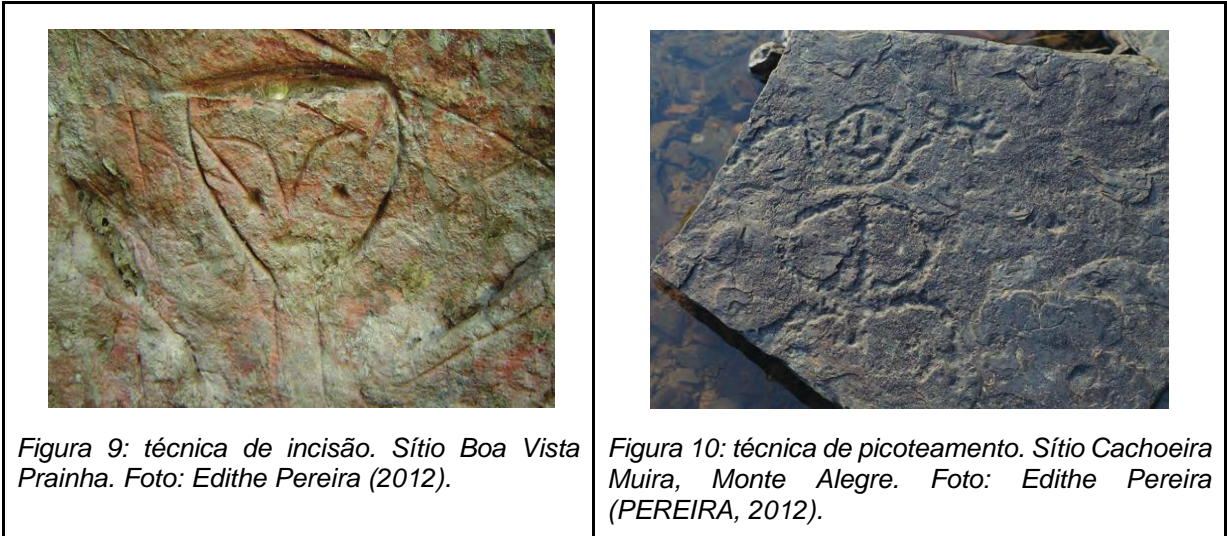 Figura 9: técnica de incisão. Sítio Boa Vista
Prainha. Foto: Edithe Pereira (2012).
Figura 10: técnica de picoteamento. Sítio Cachoeira
Muira, Monte Alegre. Foto: Edithe Pereira
(PEREIRA, 2012).